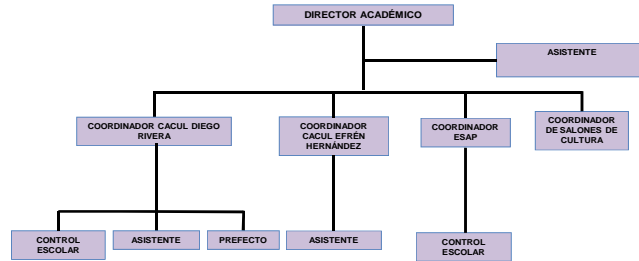 DIRECTOR ACADÉMICO
ASISTENTE
COORDINADOR CACUL DIEGO
RIVERA
COORDINADOR
CACUL EFRÉN
HERNÁNDEZ
COORDINADOR
ESAP
COORDINADOR
DE SALONES DE
CULTURA
CONTROL
ESCOLAR
ASISTENTE
PREFECTO
ASISTENTE
CONTROL
ESCOLAR